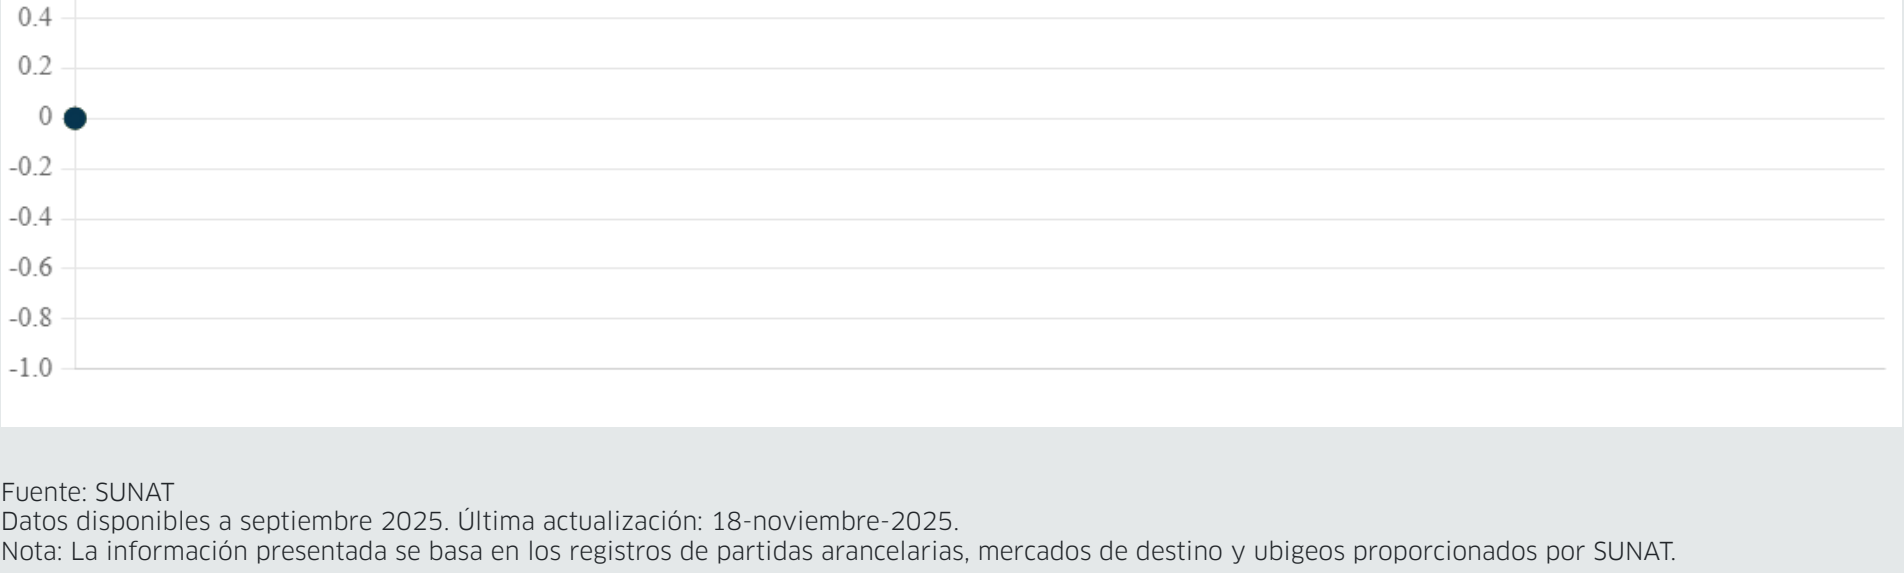 0.4
0.2
0
-0.2
-0.4
-0.6
-0.8
-1.0
Fuente: SUNAT
Datos disponibles a septiembre 2025. Última actualización: 18-noviembre-2025.
Nota: La información presentada se basa en los registros de partidas arancelarias, mercados de destino y ubigeos proporcionados por SUNAT.